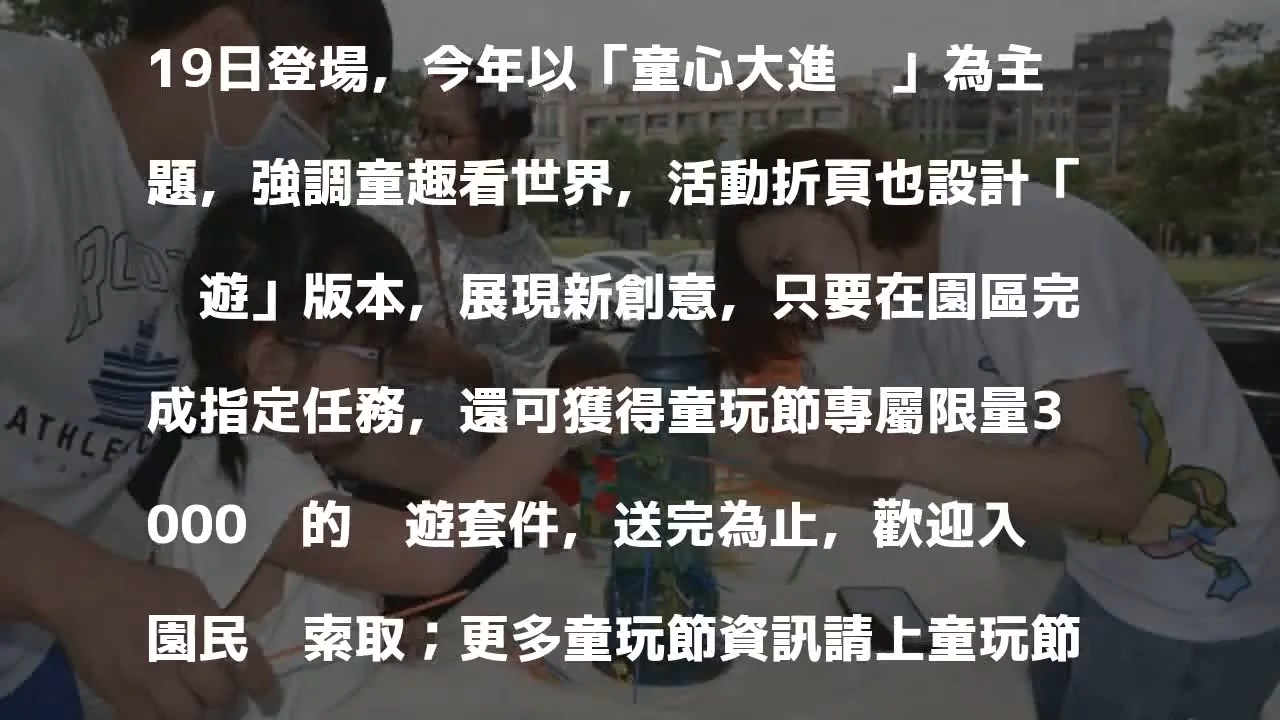 19日登場，今年以「童心大進　」為主
題，強調童趣看世界，活動折頁也設計「
　遊」版本，展現新創意，只要在園區完
成指定任務，還可獲得童玩節專屬限量3
000　的　遊套件，送完為止，歡迎入
園民　索取；更多童玩節資訊請上童玩節
ATHLE